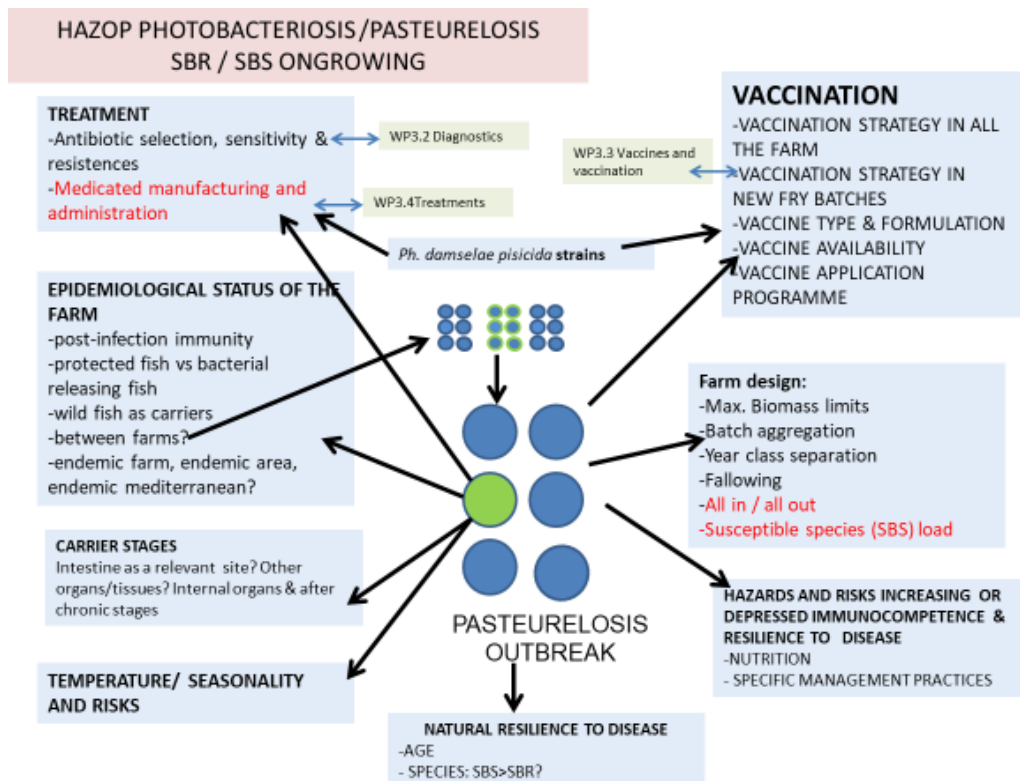 HAZOP PHOTOBACTERIOSIS/PASTEURELOSIS
SBR / SBS ONGROWING
TREATMENT
-Antibiotic selection, sensitivity &
resistences
-Medicated manufacturing and
administration
WP3.2 Diagnostics
WP3.4Treatments
WP3.3 Vaccines and
vaccination
VACCINATION
-VACCINATION STRATEGY IN ALL
THE FARM
-VACCINATION STRATEGY IN
NEW FRY BATCHES
-VACCINE TYPE & FORMULATION
-VACCINE AVAILABILITY
-VACCINE APPLICATION
PROGRAMME
Ph. damselae pisicida strains
EPIDEMIOLOGICAL STATUS OF THE
FARM
-post-infection immunity
-protected fish vs bacterial
releasing fish
-wild fish as carriers
-between farms?
-endemic farm, endemic area,
endemic mediterranean?
Farm design:
-Max. Biomass limits
-Batch aggregation
-Year class separation
-Fallowing
-All in / all out
-Susceptible species (SBS) load
CARRIER STAGES
Intestine as a relevant site? Other
organs/tissues? Internal organs & after
chronic stages
PASTEURELOSIS
OUTBREAK
HAZARDS AND RISKS INCREASING OR
DEPRESSED IMMUNOCOMPETENCE &
RESILIENCE TO DISEASE
-NUTRITION
- SPECIFIC MANAGEMENT PRACTICES
TEMPERATURE/ SEASONALITY
AND RISKS
NATURAL RESILIENCE TO DISEASE
-AGE
- SPECIES: SBS>SBR?